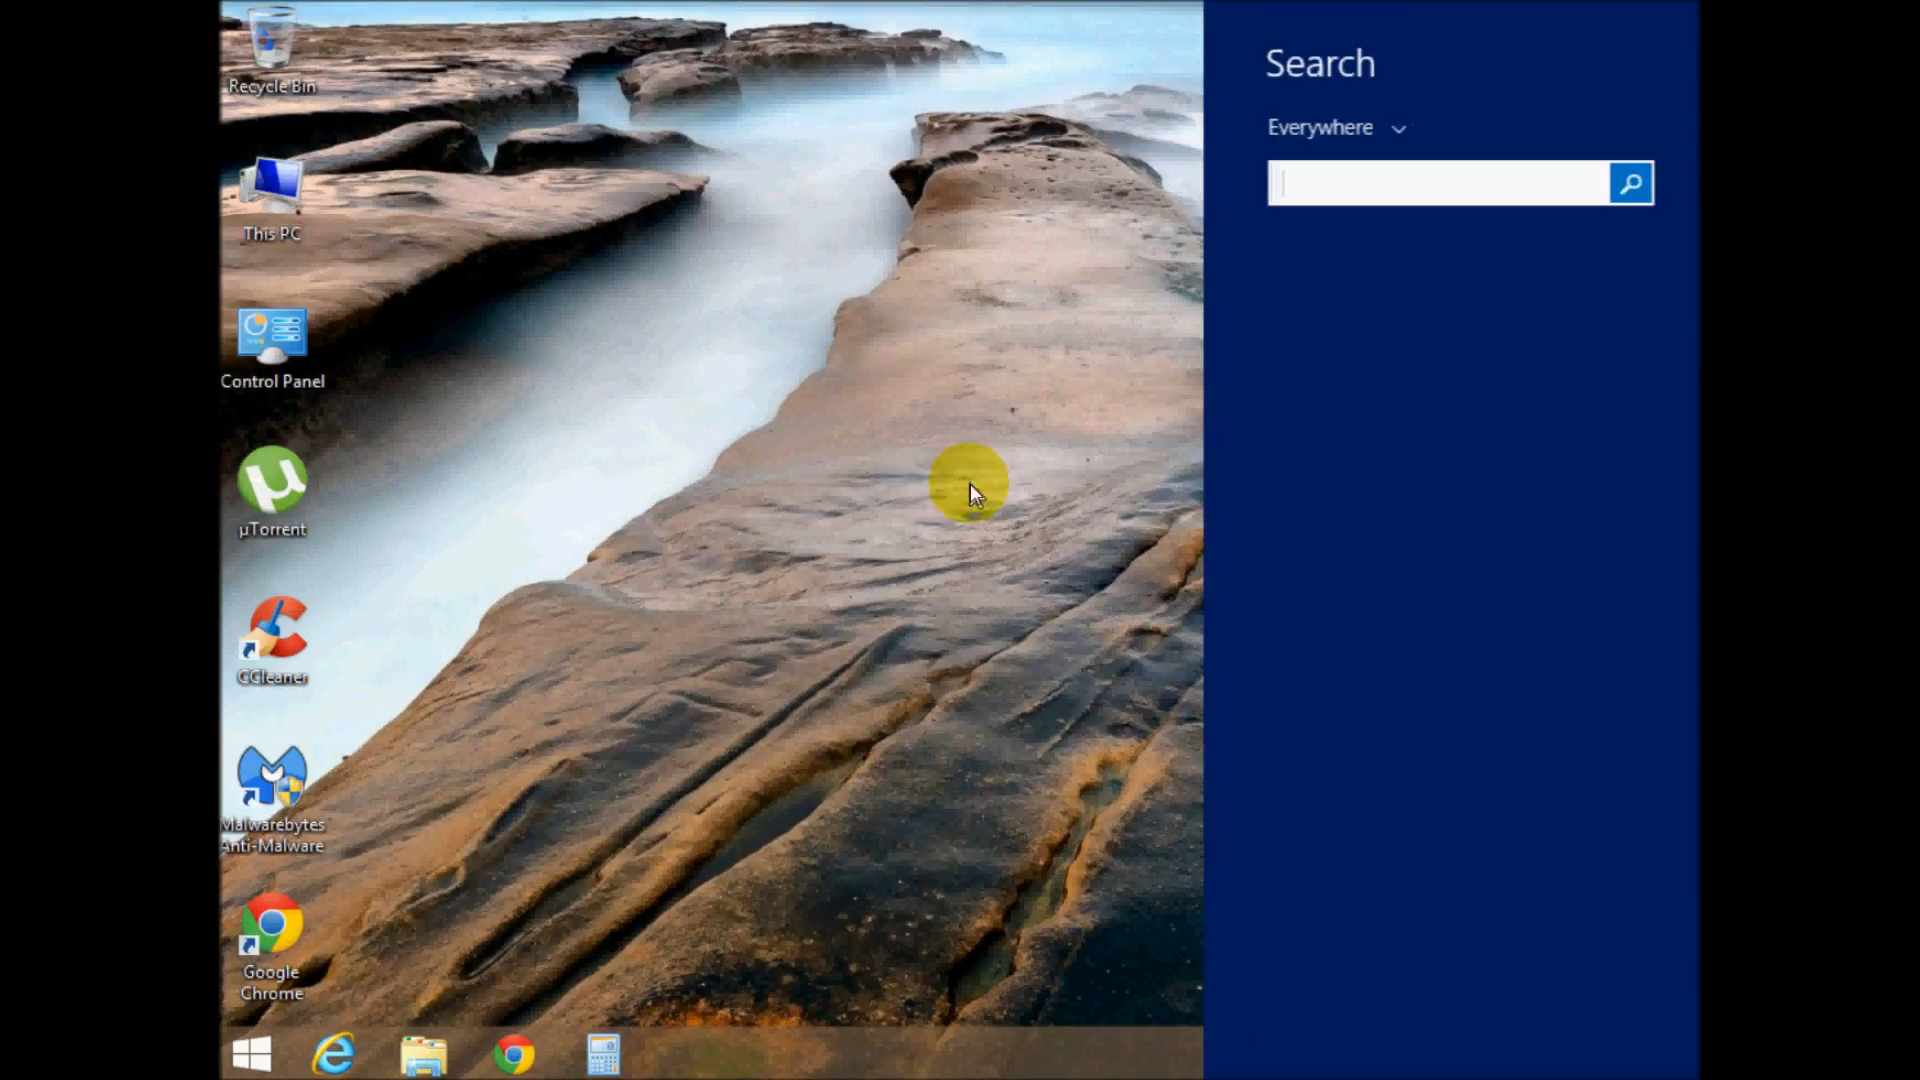 Recycle Bin
This PC
Control Panel
µTorrent
CCleaner
Malwarebytes
Anti-Malware
Google
Chrome
Search
Everywhere